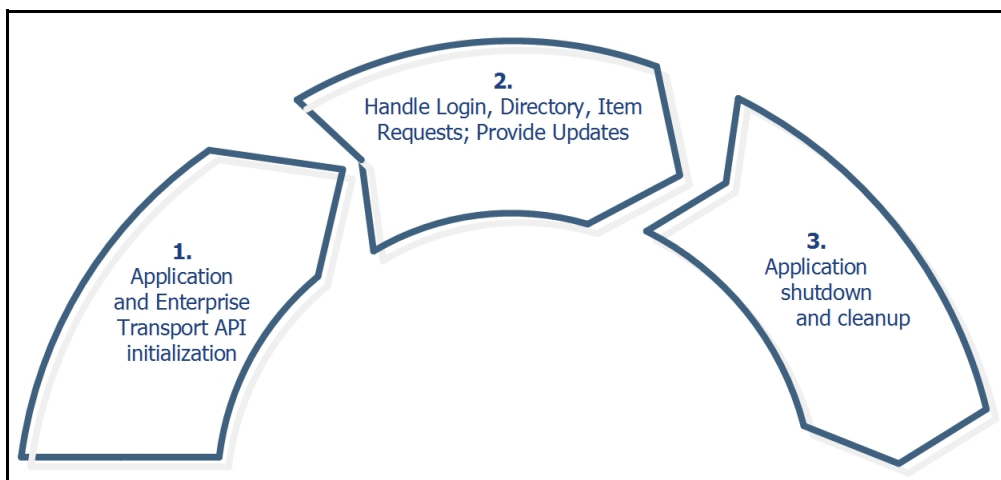 1.
Application
and Enterprise
Transport API
initialization
2.
Handle Login, Directory, Item
Requests; Provide Updates
3.
Application
shutdown
and cleanup